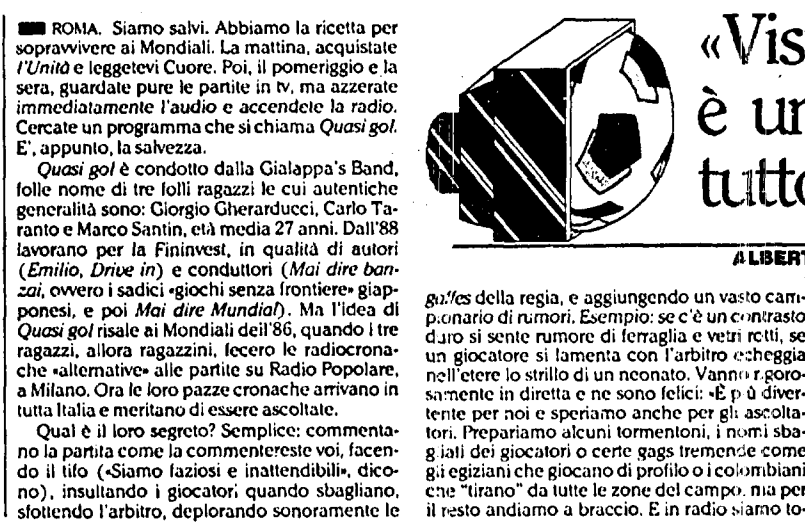 ROMA. Siamo salvi. Abbiamo la ricetta per
sopravvivere ai Mondiali. La mattina, acquistate
l'Unità e leggetevi Cuore. Poi, il pomeriggio e la
sera, guardate pure le partite in tv, ma azzerate
immediatamente l'audio e accendete la radio.
Cercate un programma che si chiama Quasi gol.
E', appunto, la salvezza.
Quasi gol è condotto dalla Gialappa's Band,
folle nome di tre folli ragazzi le cui autentiche
generalità sono: Giorgio Gherarducci, Carlo Ta-
ranto e Marco Santin, età media 27 anni. Dall'88
lavorano per la Fininvest, in qualità di autori
(Emilio, Drive in) e conduttori (Mai dire ban-
zai, ovvero i sadici «giochi senza frontiere» giap-
ponesi, e poi Mai dire Mundial). Ma l'idea di
Quasi gol risale ai Mondiali dell'86, quando i tre
ragazzi, allora ragazzini, fecero le radiocrona-
che «alternative» alle partite su Radio Popolare,
a Milano. Ora le loro pazze cronache arrivano in
tutta Italia e meritano di essere ascoltate.
Qual è il loro segreto? Semplice: commenta-
no la partita come la commentereste voi, facen-
do il tifo («Siamo faziosi e inattendibili», dico-
no), insultando i giocatori quando sbagliano,
sfottendo l'arbitro, deplorando sonoramente le
«Vis
è un
tutto
ALBERT
gaffes della regia, e aggiungendo un vasto cam-
pionario di rumori. Esempio: se c'è un contrasto
duro si sente rumore di ferraglia e vetri rotti, se
un giocatore si lamenta con l'arbitro echeggia
nell'etere lo strillo di un neonato. Vanno rigoro-
samente in diretta e ne sono felici: «È più diver-
tente per noi e speriamo anche per gli ascolta-
tori. Prepariamo alcuni tormentoni, i nomi sba-
gliati dei giocatori o certe gags tremende come
gli egiziani che giocano di profilo o i colombiani
che "tirano" da tutte le zone del campo, ma per
il resto andiamo a braccio. E in radio siamo to-